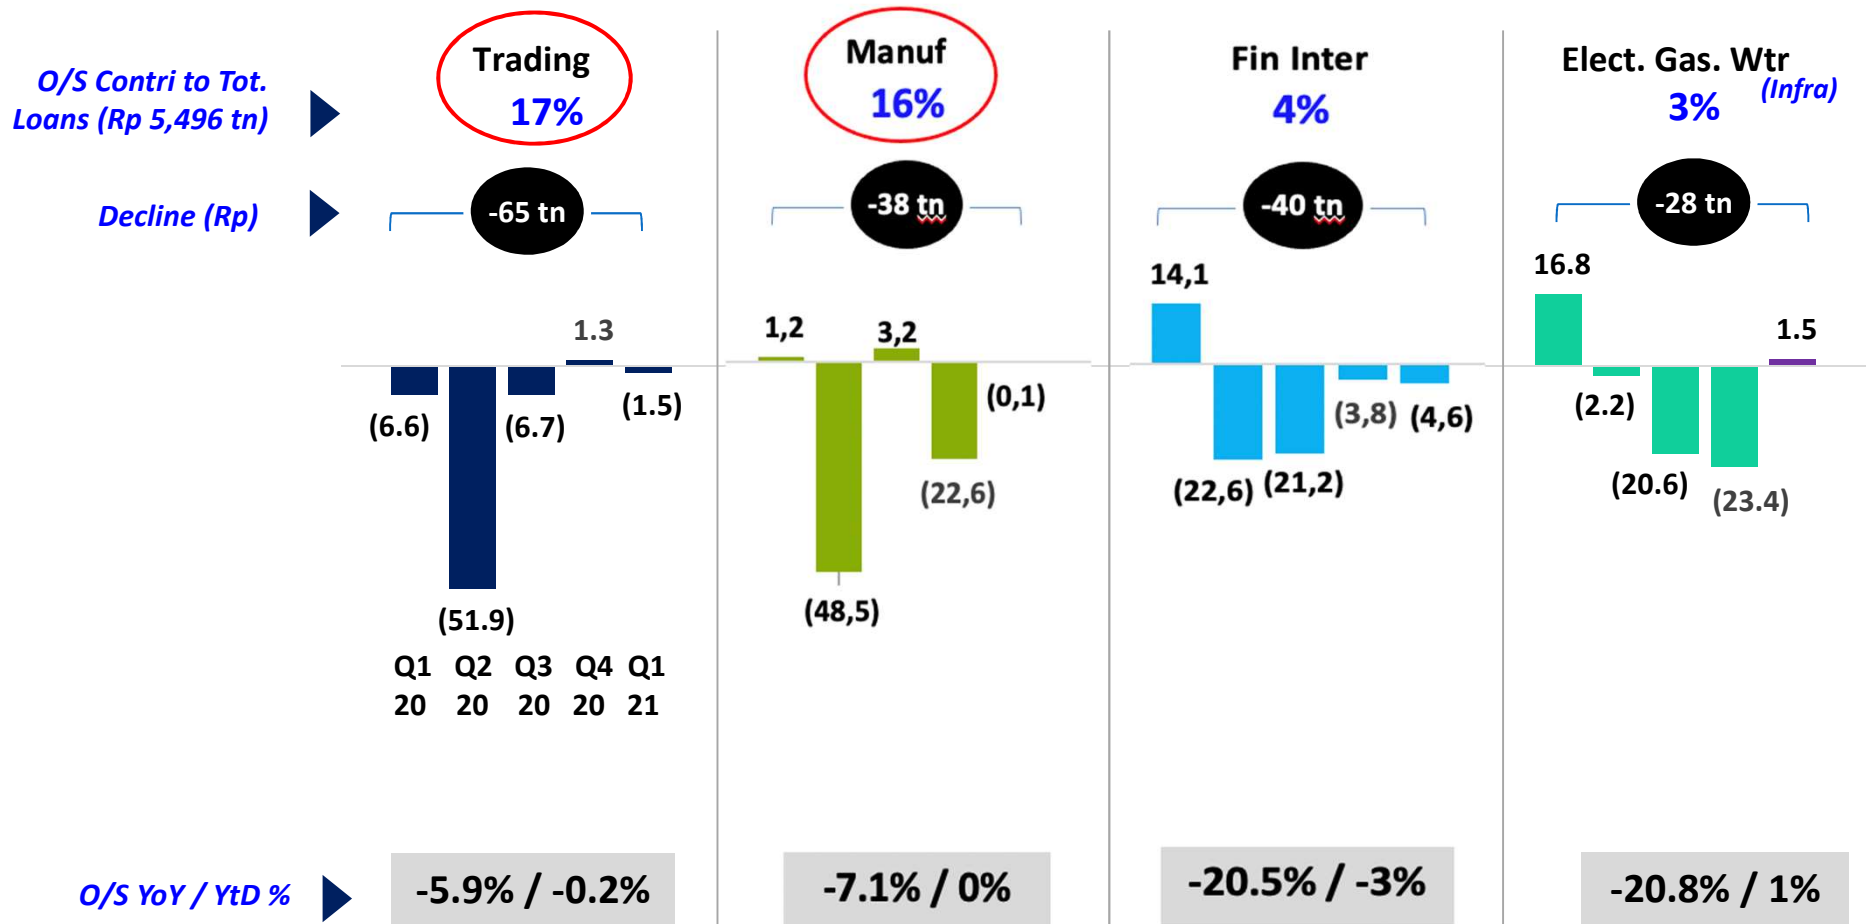 O/S Contri to Tot.
Loans (Rp 5,496 tn)
Trading
17%
Manuf
16%
Fin Inter
4%
Elect. Gas. Wtr
(Infra)
3%
Decline (Rp)
-65 tn
-38 tn
-40 tn
-28 tn
(6.6)
(51.9)
(6.7)
1.3
(1.5)
Q1 Q2 Q3 Q4 Q1
20 20 20 20 21
1,2
(48,5)
3,2
(22,6)
(0,1)
14,1
(22,6)
(21,2)
(3,8)
(4,6)
16.8
(2.2)
(20.6)
(23.4)
1.5
O/S YoY / YtD %
-5.9% / -0.2%
-7.1% / 0%
-20.5% / -3%
-20.8% / 1%